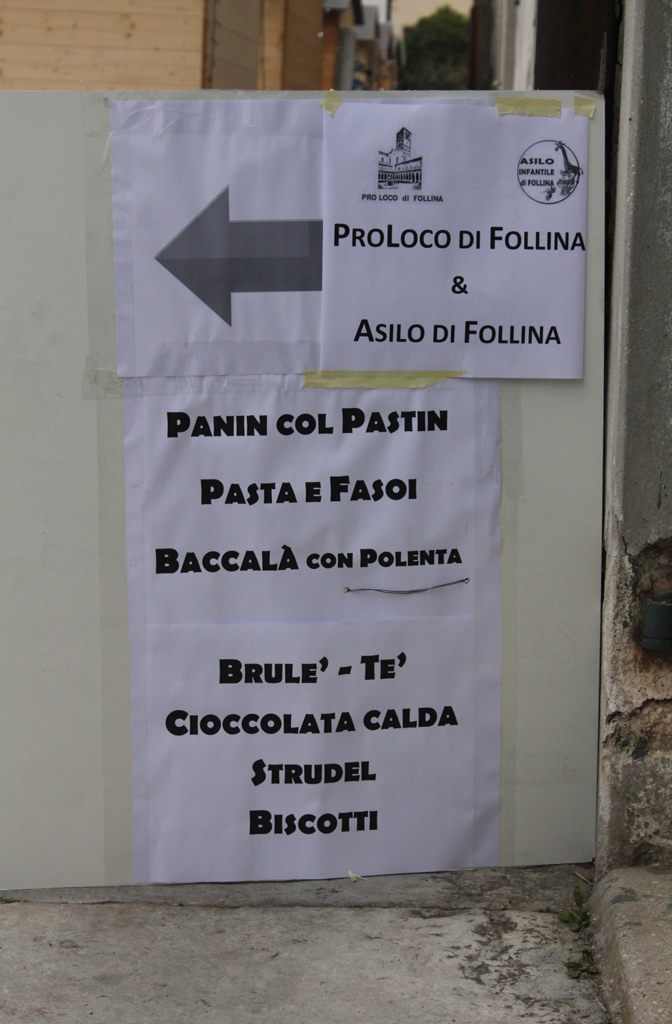 PRO LOCO di FOLLINA
ASILO
INFANTILE
di FOLLINA
PROLOCO DI FOLLINA
&
ASILO DI FOLLINA
PANIN COL PASTIN
PASTA E FASOI
BACCALÀ CON POLENTA
BRULE' - TE'
CIOCCOLATA CALDA
STRUDEL
BISCOTTI